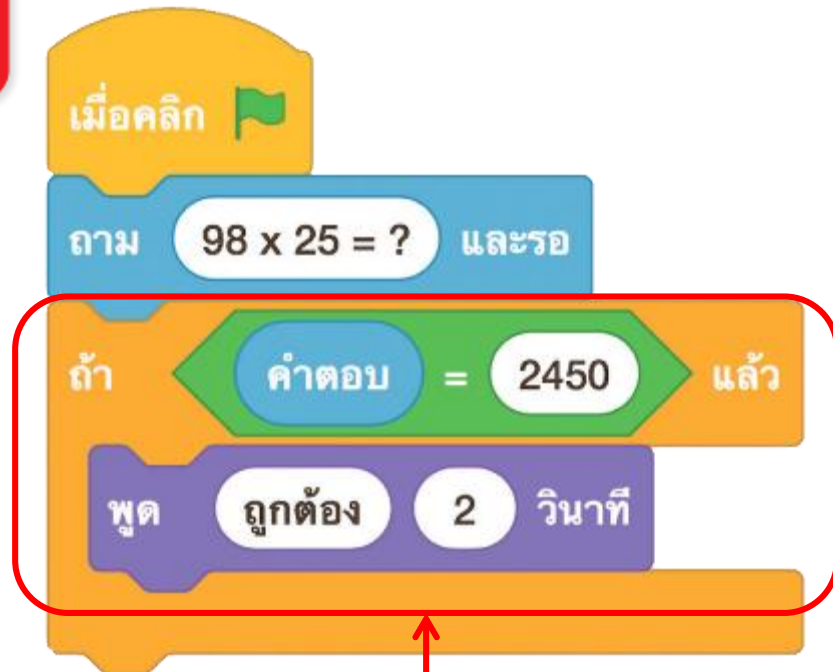 เมื่อคลิก
ถาม 98 x 25 = ? และรอ
ถ้า คำตอบ = 2450 แล้ว
พูด ถูกต้อง 2 วินาที